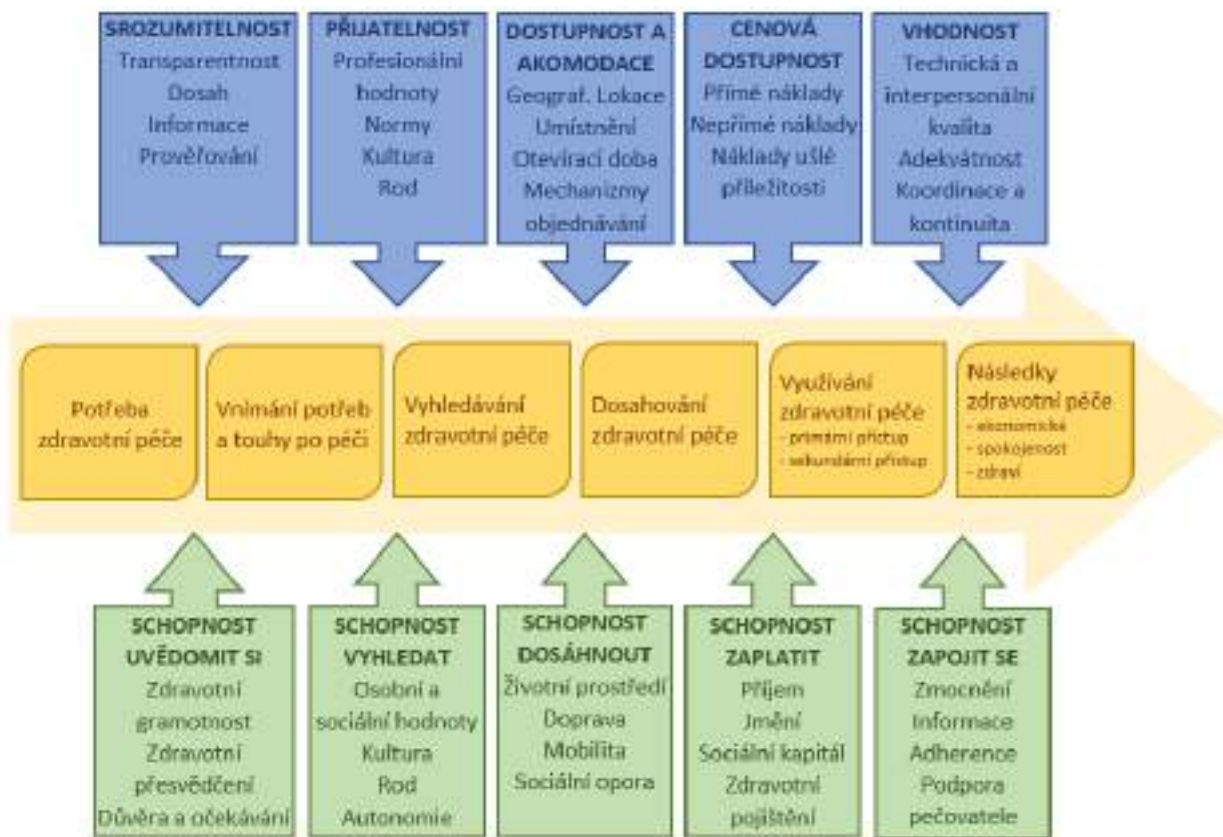 SROZUMITELNOST
Transparentnost
Dosah
Informace
Prověřování
PŘIJATELNOST
Profesionální
hodnoty
Normy
Kultura
Rod
DOSTUPNOST A
AKOMODACE
Geograf. Lokace
Umístnění
Otevírací doba
Mechanizmy
objednávání
CENOVÁ
DOSTUPNOST
Přímé náklady
Nepřímé náklady
Náklady ušlé
příležitosti
VHODNOST
Technická a
interpersonální
kvalita
Adekvátnost
Koordinace a
kontinuita
Potřeba
zdravotní péče
Vnímání potřeb
a touhy po péči
Vyhledávání
zdravotní péče
Dosahování
zdravotní péče
Využívání
zdravotní péče
- primární přístup
- sekundární přístup
Následky
zdravotní péče
- ekonomické
- spokojenost
- zdraví
SCHOPNOST
UVĚDOMIT SI
Zdravotní
gramotnost
Zdravotní
přesvědčení
Důvěra a očekávání
SCHOPNOST
VYHLEDAT
Osobní a
sociální hodnoty
Kultura
Rod
Autonomie
SCHOPNOST
DOSÁHNOUT
Životní prostředí
Doprava
Mobilita
Sociální opora
SCHOPNOST
ZAPLATIT
Příjem
Jmění
Sociální kapitál
Zdravotní
pojištění
SCHOPNOST
ZAPOJIT SE
Zmocnění
Informace
Adherence
Podpora
pečovatele